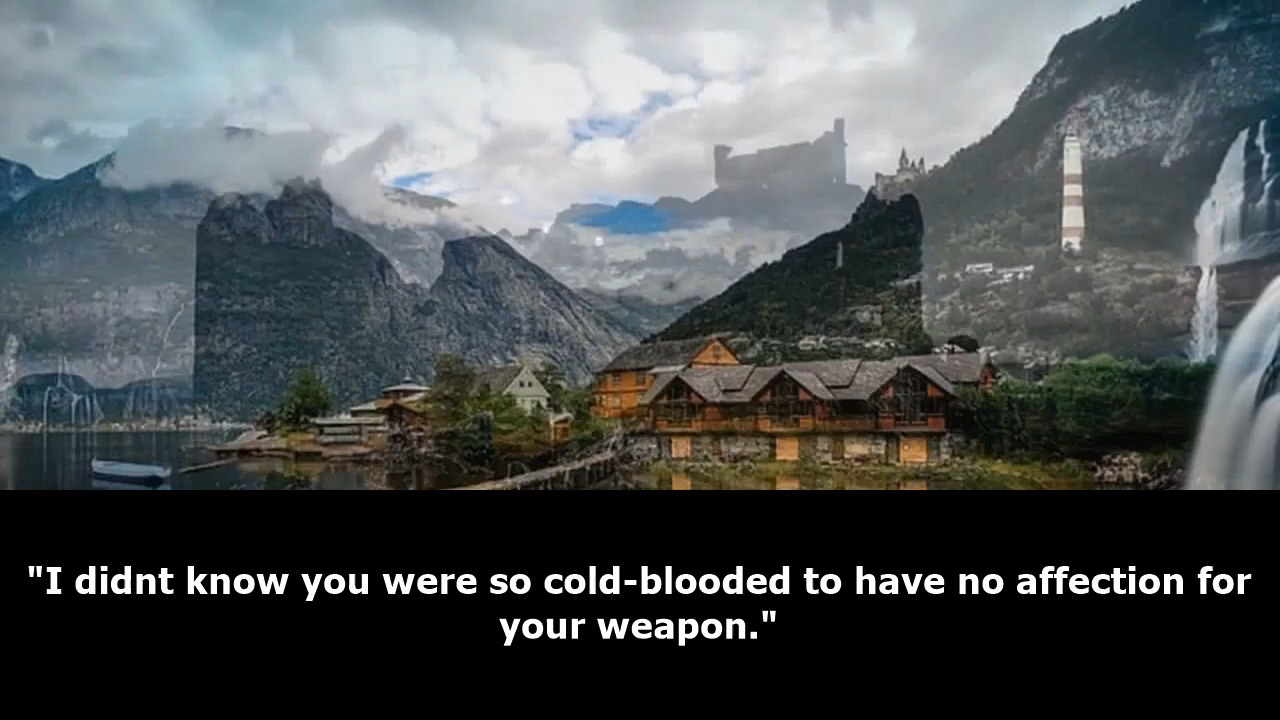 "I didnt know you were so cold-blooded to have no affection for
your weapon."